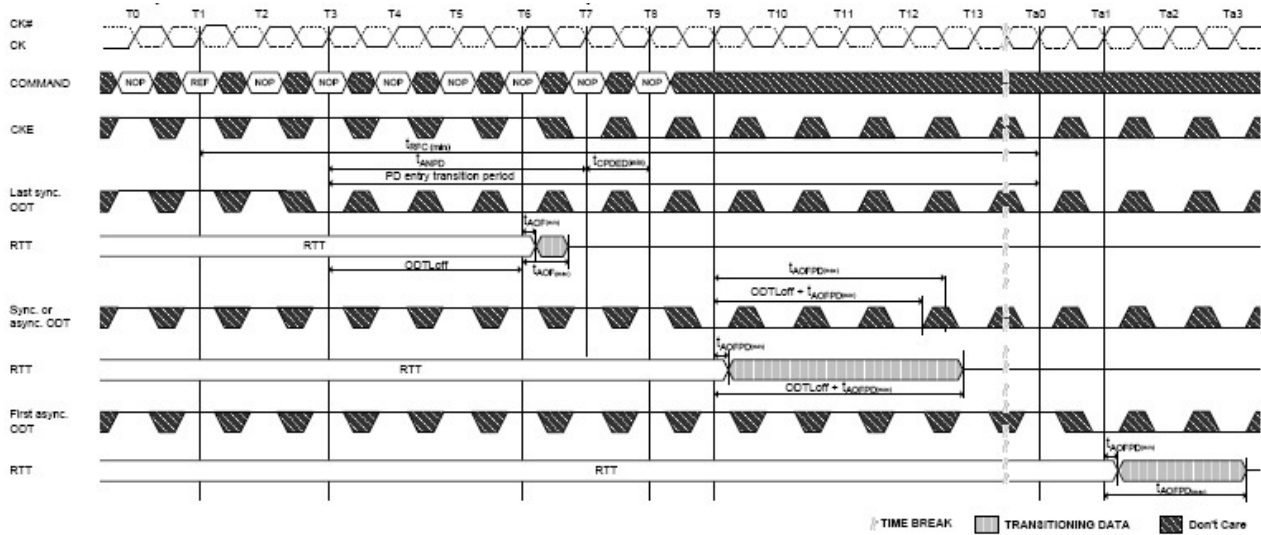 T0 T1 T2 T3 T4 T5 T6 T7 T8 T9 T10 T11 T12 T13 Ta0 Ta1 Ta2 Ta3
CK#
CK
COMMAND NOP REF NOP NOP NOP NOP NOP NOP NOP
CKE
tRFC (min)
tANPD tCPDED(min)
PD entry transition period
Last sync.
ODT
tAOF(min)
RTT RTT
ODTLoff tAOF(max)
tAOFPD(max)
ODTLoff + tAOFPD(min)
Sync. or
async. ODT
tAOFPD(min)
RTT RTT
ODTLoff + tAOFPD(min)
First async.
ODT
tAOFPD(min)
RTT RTT
tAOFPD(max)
TIME BREAK TRANSITIONING DATA Don't Care